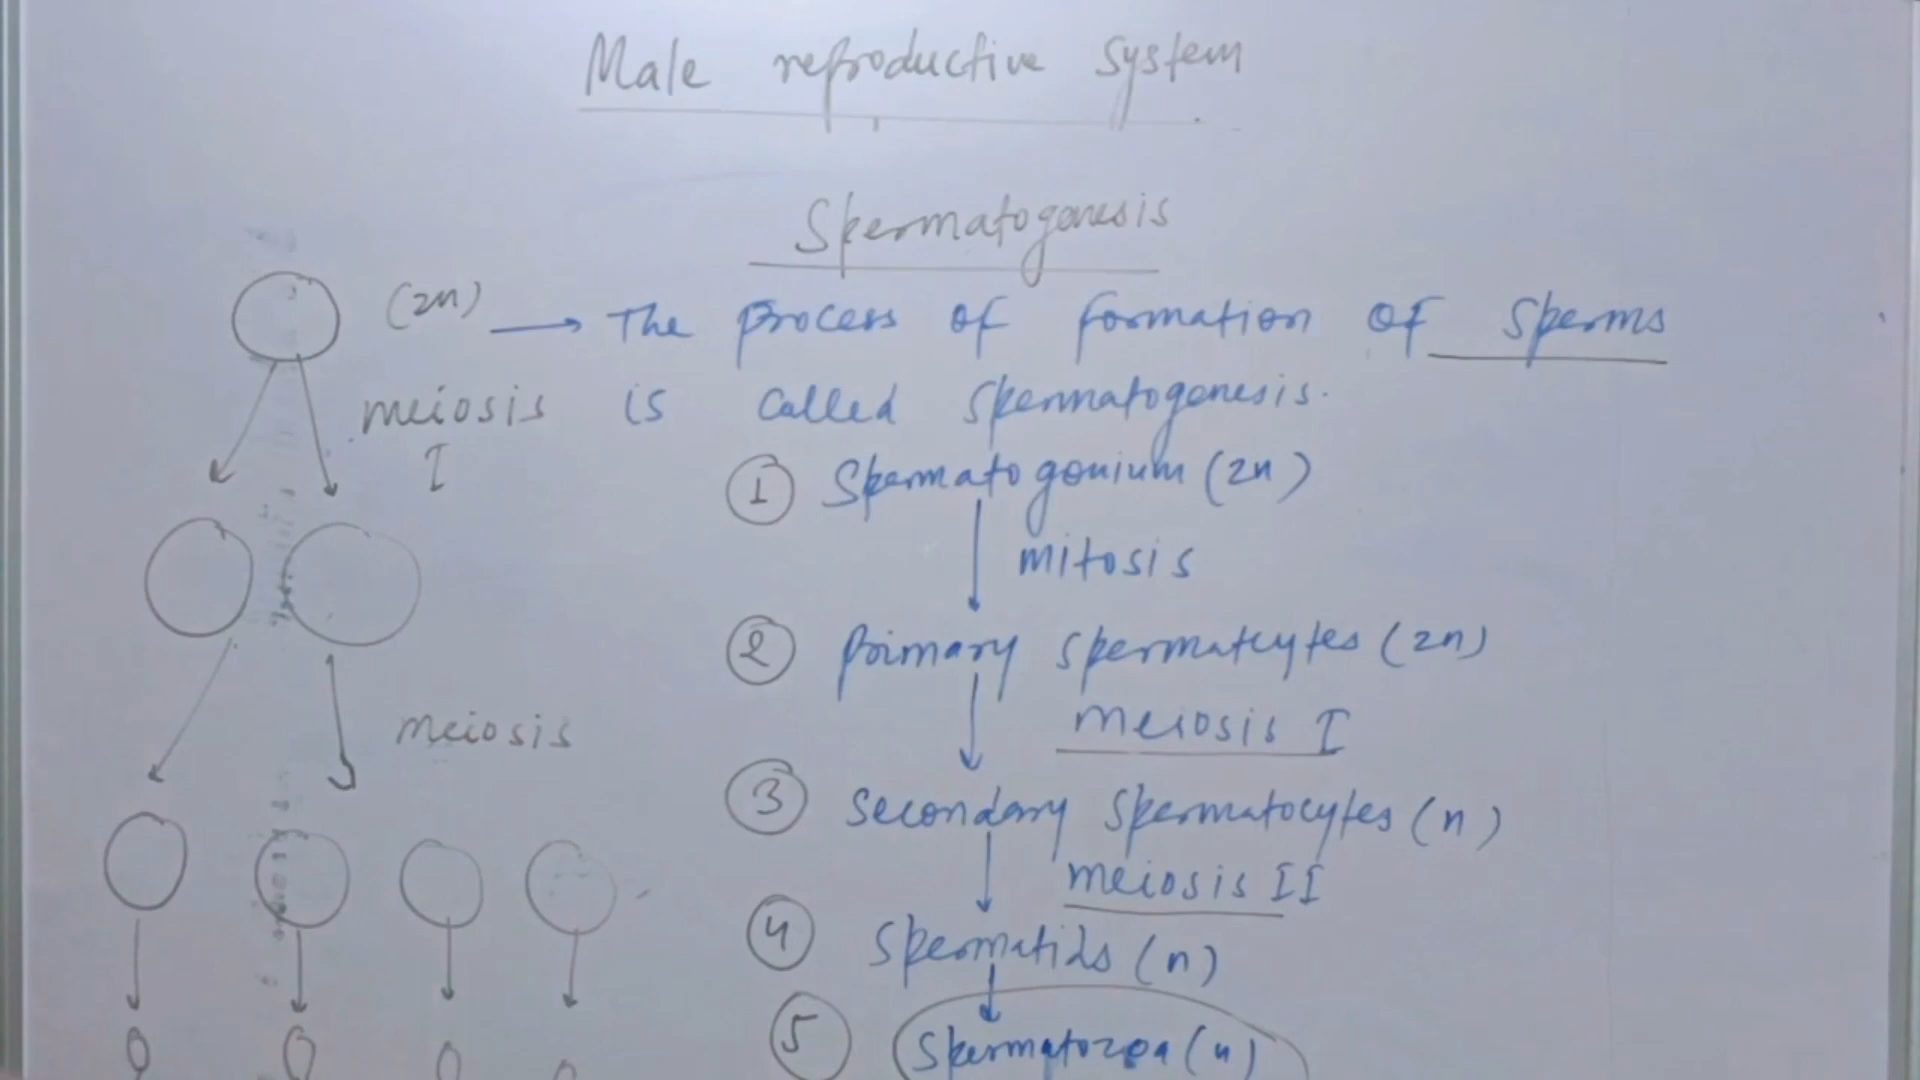 Male reproductive system
Spermatogenesis
(2n) → The process of formation of sperms
meiosis I
is called spermatogenesis.
① Spermatogonium (2n)
mitosis
② primary spermatcytes (2n)
meiosis I
meiosis
③ Secondary spermatocytes (n)
meiosis II
④ Spermatids (n)
⑤ Spermatozoa (n)